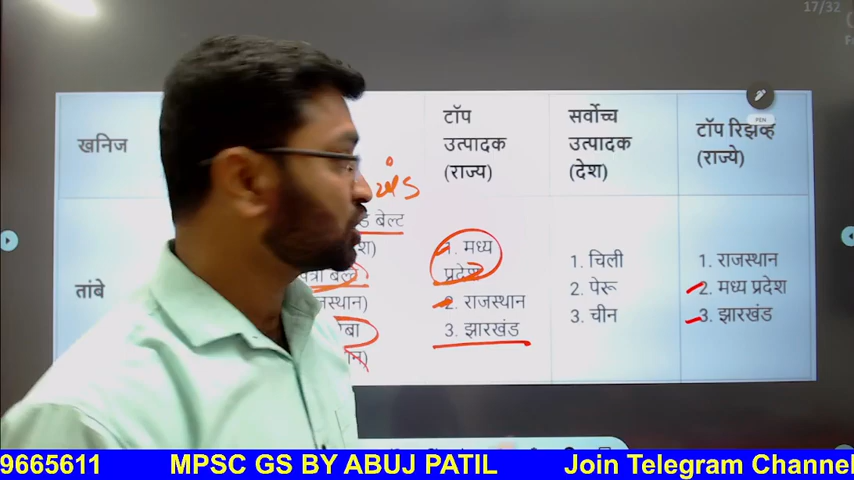 17/32
खनिज
टॉप
उत्पादक
(राज्य)
सर्वोच्च
उत्पादक
(देश)
टॉप रिझर्व्ह
(राज्ये)
PEN
तांबे
बेल्ट
बेल्ट
1. मध्य
प्रदेश
2. राजस्थान
3. झारखंड
1. चिली
2. पेरू
3. चीन
1. राजस्थान
2. मध्य प्रदेश
3. झारखंड
9665611 MPSC GS BY ABUJ PATIL Join Telegram Channel